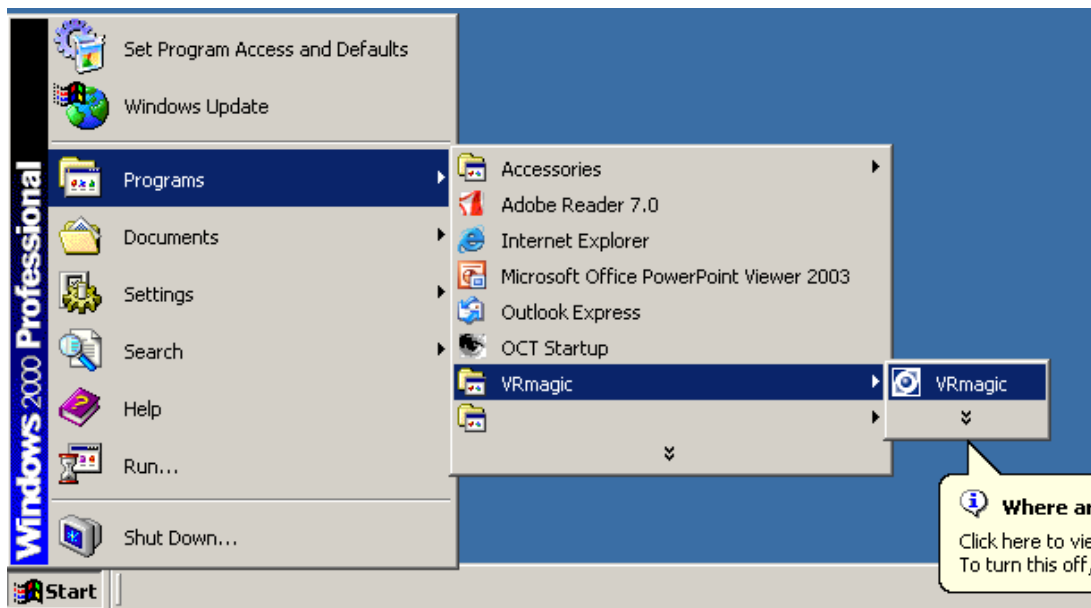 Set Program Access and Defaults
Windows Update
Programs
Documents
Settings
Search
Help
Run...
Shut Down...
Windows 2000 Professional
Accessories
Adobe Reader 7.0
Internet Explorer
Microsoft Office PowerPoint Viewer 2003
Outlook Express
OCT Startup
VRmagic
VRmagic
Where ar
Click here to vie
To turn this off,
Start